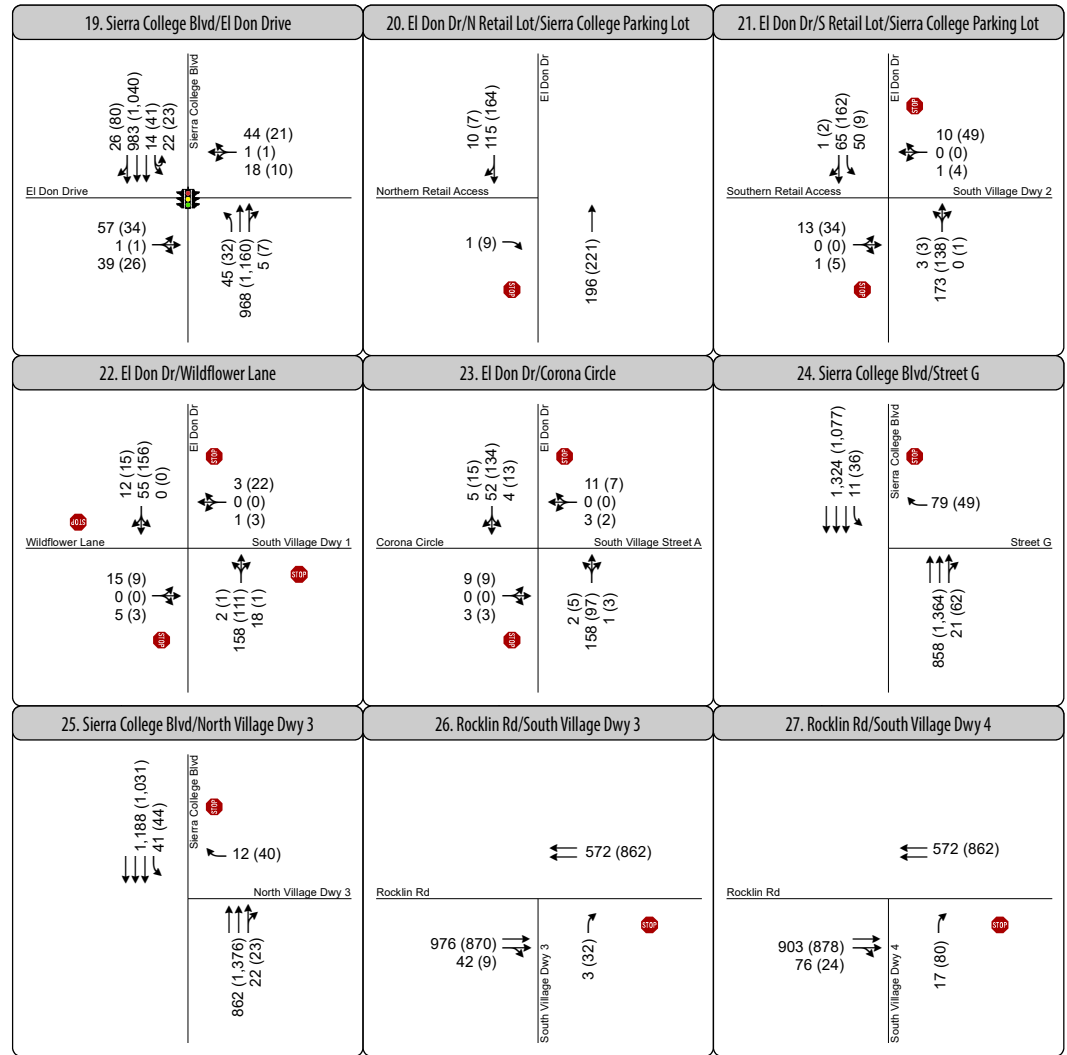 19. Sierra College Blvd/El Don Drive
26 (80)
983 (1,040)
14 (41)
22 (23)
Sierra College Blvd
44 (21)
1 (1)
18 (10)
El Don Drive
57 (34)
1 (1)
39 (26)
45 (32)
968 (1,160)
5 (7)
20. El Don Dr/N Retail Lot/Sierra College Parking Lot
10 (7)
115 (164)
El Don Dr
Northern Retail Access
1 (9)
STOP
196 (221)
21. El Don Dr/S Retail Lot/Sierra College Parking Lot
1 (2)
65 (162)
50 (9)
El Don Dr
STOP
10 (49)
0 (0)
1 (4)
Southern Retail Access
South Village Dwy 2
13 (34)
0 (0)
1 (5)
STOP
3 (3)
173 (138)
0 (1)
22. El Don Dr/Wildflower Lane
12 (15)
55 (156)
0 (0)
El Don Dr
STOP
3 (22)
0 (0)
1 (3)
STOP
Wildflower Lane
South Village Dwy 1
15 (9)
0 (0)
5 (3)
STOP
2 (1)
158 (111)
18 (1)
STOP
23. El Don Dr/Corona Circle
5 (15)
52 (134)
4 (13)
El Don Dr
STOP
11 (7)
0 (0)
3 (2)
Corona Circle
South Village Street A
9 (9)
0 (0)
3 (3)
STOP
2 (5)
158 (97)
1 (3)
24. Sierra College Blvd/Street G
1,324 (1,077)
11 (36)
Sierra College Blvd
STOP
79 (49)
Street G
858 (1,364)
21 (62)
25. Sierra College Blvd/North Village Dwy 3
1,188 (1,031)
41 (44)
Sierra College Blvd
STOP
12 (40)
North Village Dwy 3
862 (1,376)
22 (23)
26. Rocklin Rd/South Village Dwy 3
572 (862)
Rocklin Rd
976 (870)
42 (9)
South Village Dwy 3
3 (32)
STOP
27. Rocklin Rd/South Village Dwy 4
572 (862)
Rocklin Rd
903 (878)
76 (24)
South Village Dwy 4
17 (80)
STOP